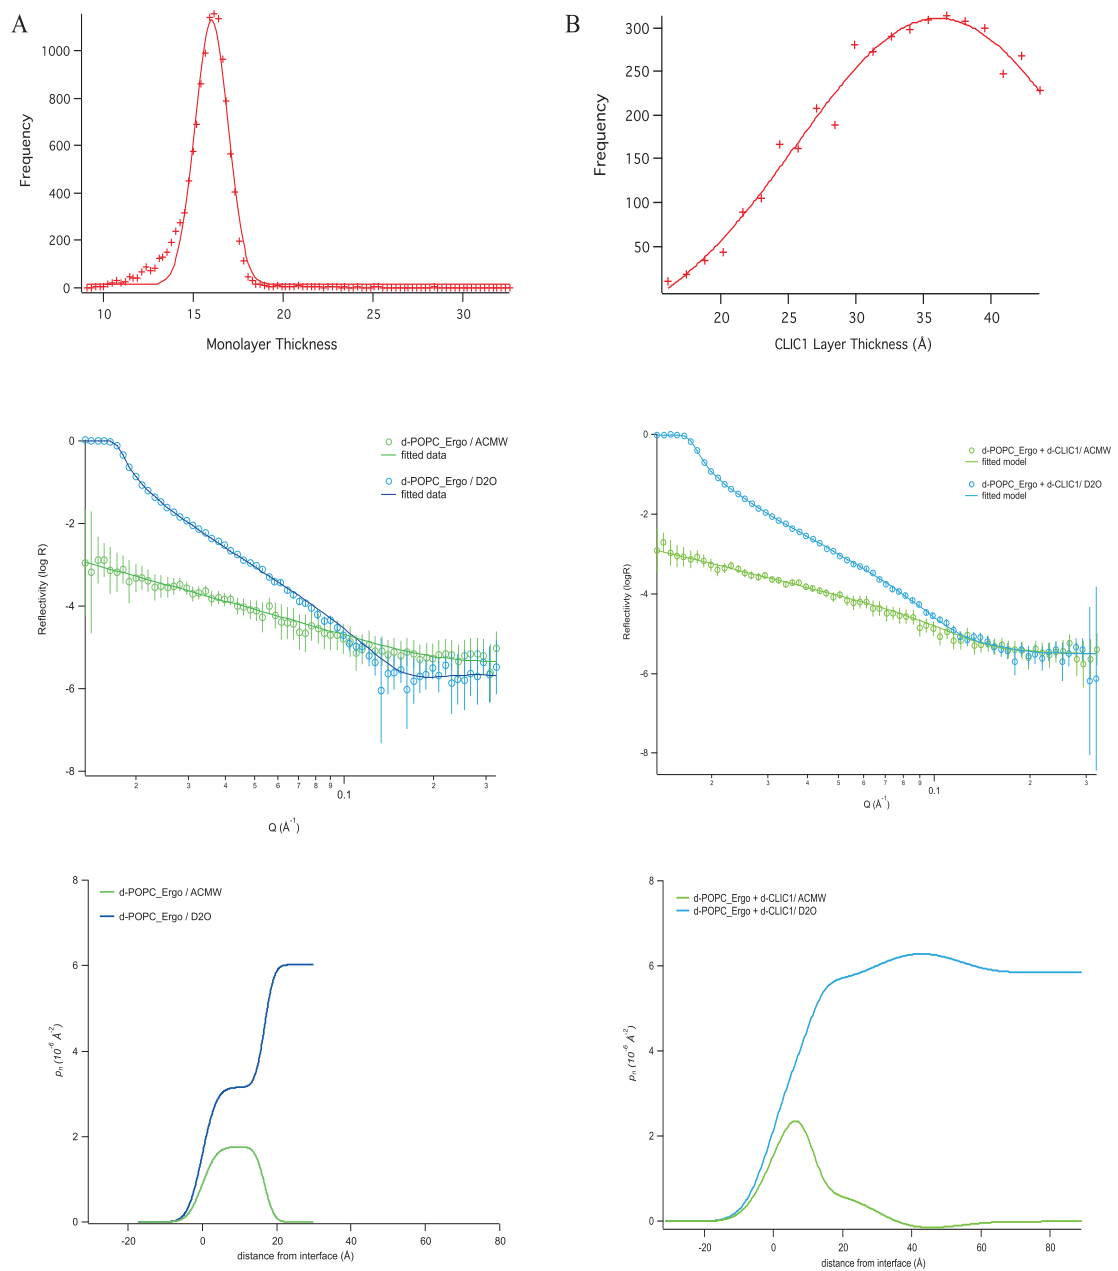 A
1000
800
600
400
200
0
Frequency
10
15
20
25
30
Monolayer Thickness
B
300
250
200
150
100
50
Frequency
20
25
30
35
40
CLIC1 Layer Thickness (Å)
d-POPC_Ergo / ACMW
fitted data
d-POPC_Ergo / D2O
fitted data
0
-2
-4
-6
-8
Reflectivity (log R)
2 3 4 5 6 7 8 9 0.1 2 3
Q (Å-1)
d-POPC_Ergo + d-CLIC1/ ACMW
fitted model
d-POPC_Ergo + d-CLIC1/ D2O
fitted model
0
-2
-4
-6
-8
Reflectiivty (logR)
2 3 4 5 6 7 8 9 0.1 2 3
Q (Å-1)
d-POPC_Ergo / ACMW
d-POPC_Ergo / D2O
8
6
4
2
0
pn (10-6 A-2)
-20 0 20 40 60 80
distance from interface (Å)
d-POPC_Ergo + d-CLIC1/ ACMW
d-POPC_Ergo + d-CLIC1/ D2O
8
6
4
2
0
pn (10-6 A-2)
-20 0 20 40 60 80
distance from interface (Å)